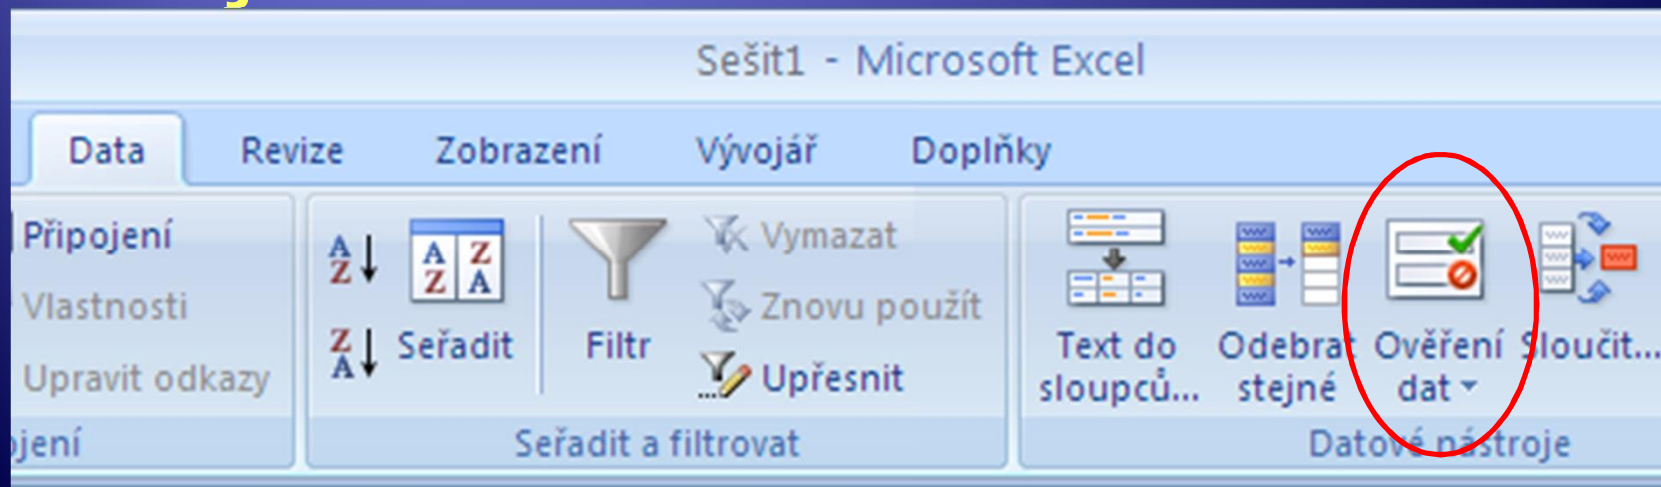 Sešit1 - Microsoft Excel
Data Revize Zobrazení Vývojář Doplňky
Připojení
Vlastnosti
Upravit odkazy
ojení
Seřadit
Filtr
Vymazat
Znovu použít
Upřesnit
Seřadit a filtrovat
Text do
sloupců...
Odebrat
stejné
Ověření
dat
Sloučit...
Datové nástroje